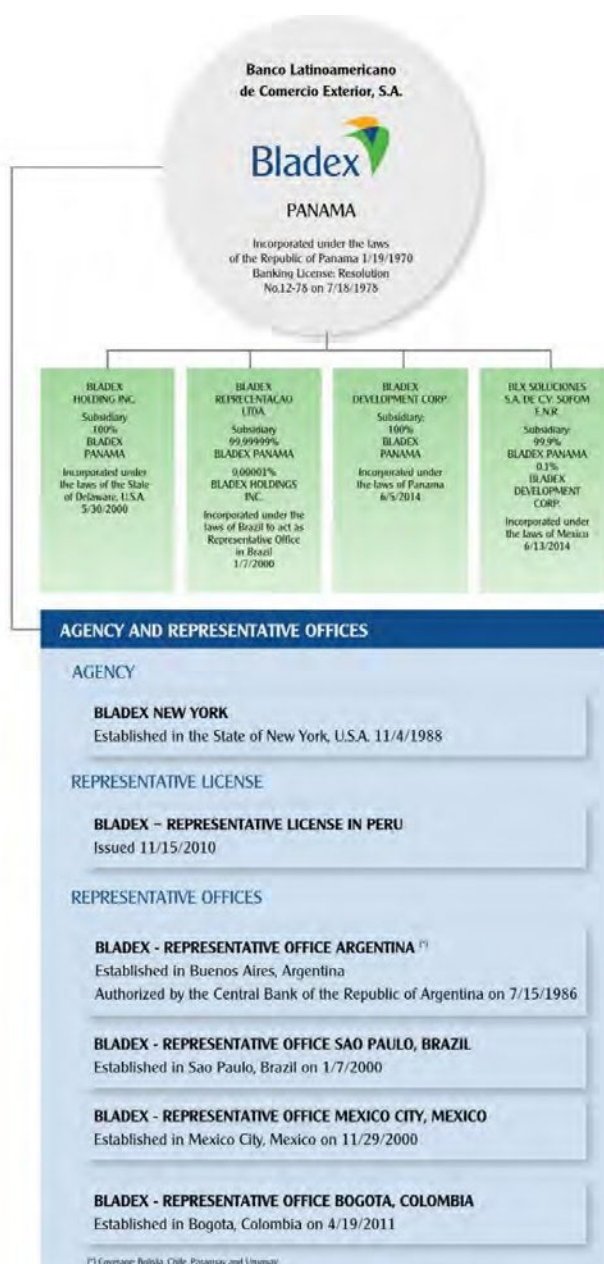 Banco Latinoamericano
de Comercio Exterior, S.A.
Bladex
PANAMA
Incorporated under the laws
of the Republic of Panama 1/19/1970
Banking License: Resolution
No.12-78 on 7/18/1978
BLADEX
HOLDING INC.
Subsidiary
100%
BLADEX
PANAMA
Incorporated under
the laws of the State
of Delaware, U.S.A.
5/30/2000
BLADEX
REPRECENTACAO
LTDA.
Subsidiary
99.99999%
BLADEX PANAMA
0.00001%
BLADEX HOLDINGS
INC.
Incorporated under the
laws of Brazil to act as
Representative Office
in Brazil
1/7/2000
BLADEX
DEVELOPMENT CORP.
Subsidiary:
100%
BLADEX
PANAMA
Incorporated under
the laws of Panama
6/5/2014
BLX SOLUCIONES
S.A. DE C.V. SOFOM
E.N.R.
Subsidiary:
99.9%
BLADEX PANAMA
0.1%
BLADEX
DEVELOPMENT
CORP.
Incorporated under
the laws of Mexico
6/13/2014
AGENCY AND REPRESENTATIVE OFFICES
AGENCY
BLADEX NEW YORK
Established in the State of New York, U.S.A. 11/4/1988
REPRESENTATIVE LICENSE
BLADEX – REPRESENTATIVE LICENSE IN PERU
Issued 11/15/2010
REPRESENTATIVE OFFICES
BLADEX - REPRESENTATIVE OFFICE ARGENTINA (*)
Established in Buenos Aires, Argentina
Authorized by the Central Bank of the Republic of Argentina on 7/15/1986
BLADEX - REPRESENTATIVE OFFICE SAO PAULO, BRAZIL
Established in Sao Paulo, Brazil on 1/7/2000
BLADEX - REPRESENTATIVE OFFICE MEXICO CITY, MEXICO
Established in Mexico City, Mexico on 11/29/2000
BLADEX - REPRESENTATIVE OFFICE BOGOTA, COLOMBIA
Established in Bogota, Colombia on 4/19/2011
(*) Coverage: Bolivia, Chile, Paraguay and Uruguay